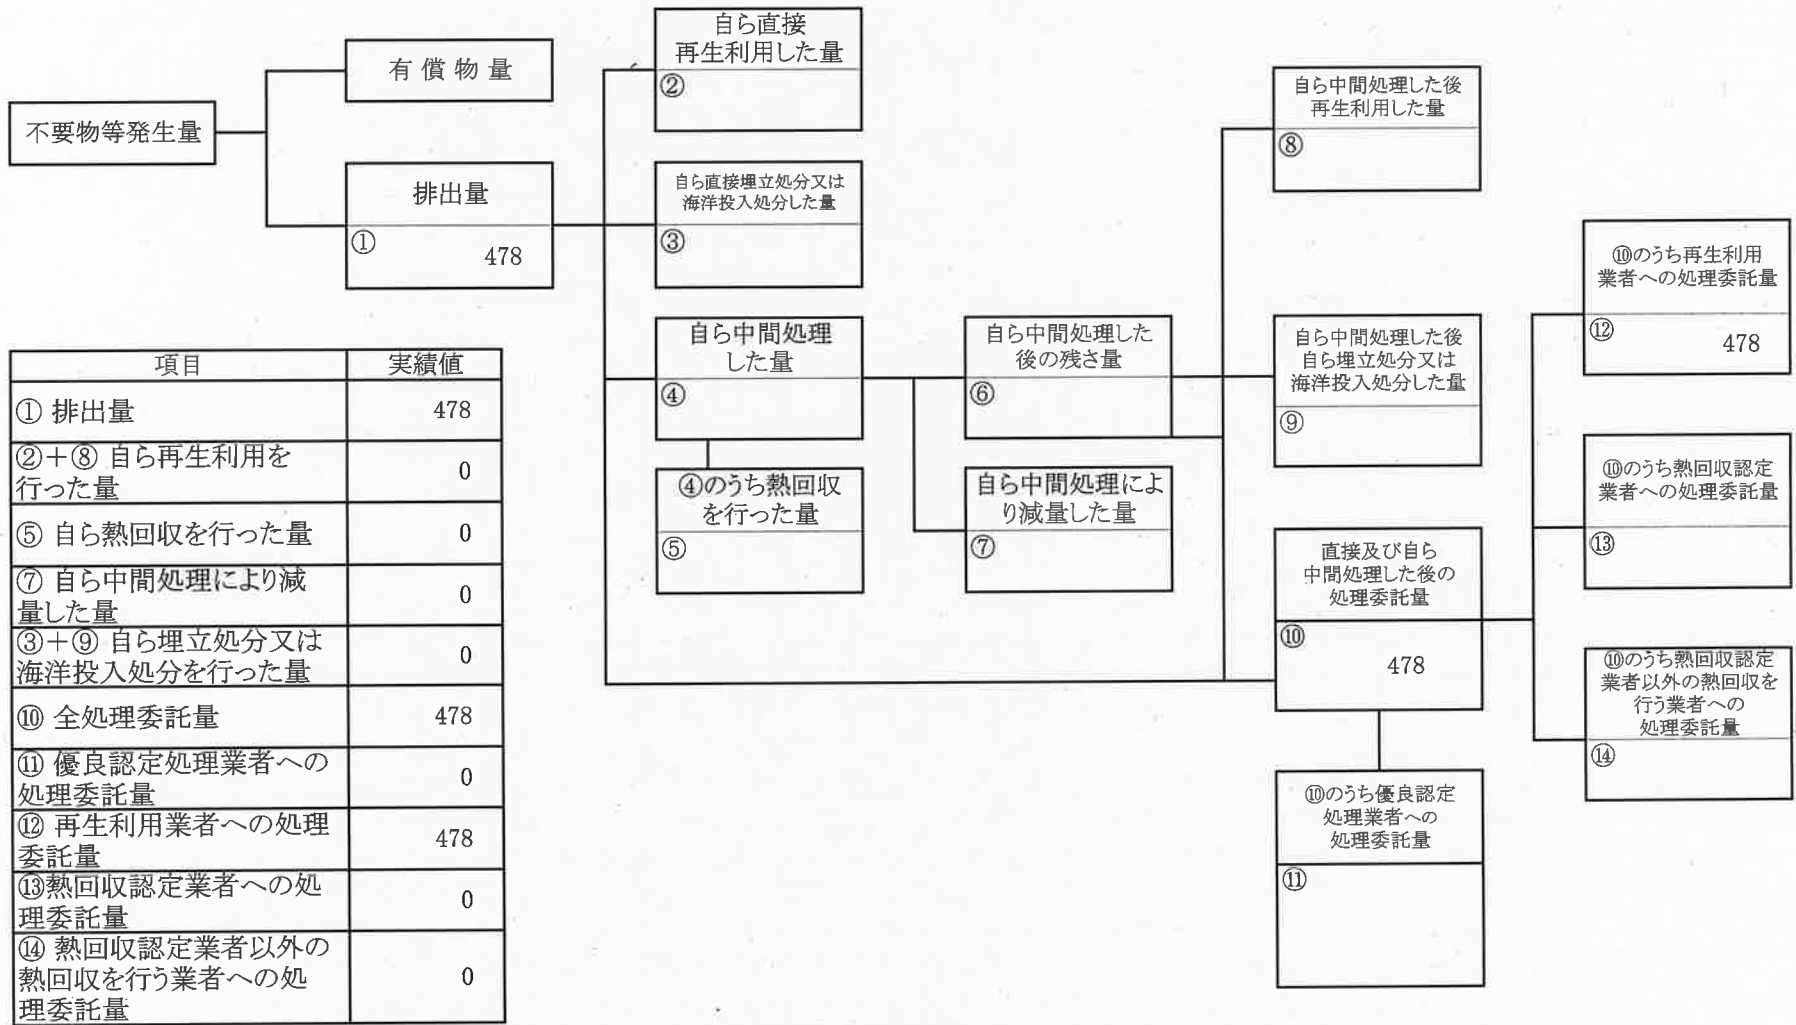 不要物等発生量
有償物量
排出量
①
478
自ら直接
再生利用した量
②
自ら直接埋立処分又は
海洋投入処分した量
③
自ら中間処理
した量
④
④のうち熱回収
を行った量
⑤
自ら中間処理した
後の残さ量
⑥
自ら中間処理によ
り減量した量
⑦
自ら中間処理した後
再生利用した量
⑧
自ら中間処理した後
自ら埋立処分又は
海洋投入処分した量
⑨
直接及び自ら
中間処理した後の
処理委託量
⑩
478
⑩のうち優良認定
処理業者への
処理委託量
⑪
⑩のうち再生利用
業者への処理委託量
⑫
478
⑩のうち熱回収認定
業者への処理委託量
⑬
⑩のうち熱回収認定
業者以外の熱回収を
行う業者への
処理委託量
⑭
項目 実績値
① 排出量 478
②＋⑧ 自ら再生利用を
行った量 0
⑤ 自ら熱回収を行った量 0
⑦ 自ら中間処理により減
量した量 0
③＋⑨ 自ら埋立処分又は
海洋投入処分を行った量 0
⑩ 全処理委託量 478
⑪ 優良認定処理業者への
処理委託量 0
⑫ 再生利用業者への処理
委託量 478
⑬熱回収認定業者への処
理委託量 0
⑭ 熱回収認定業者以外の
熱回収を行う業者への処
理委託量 0